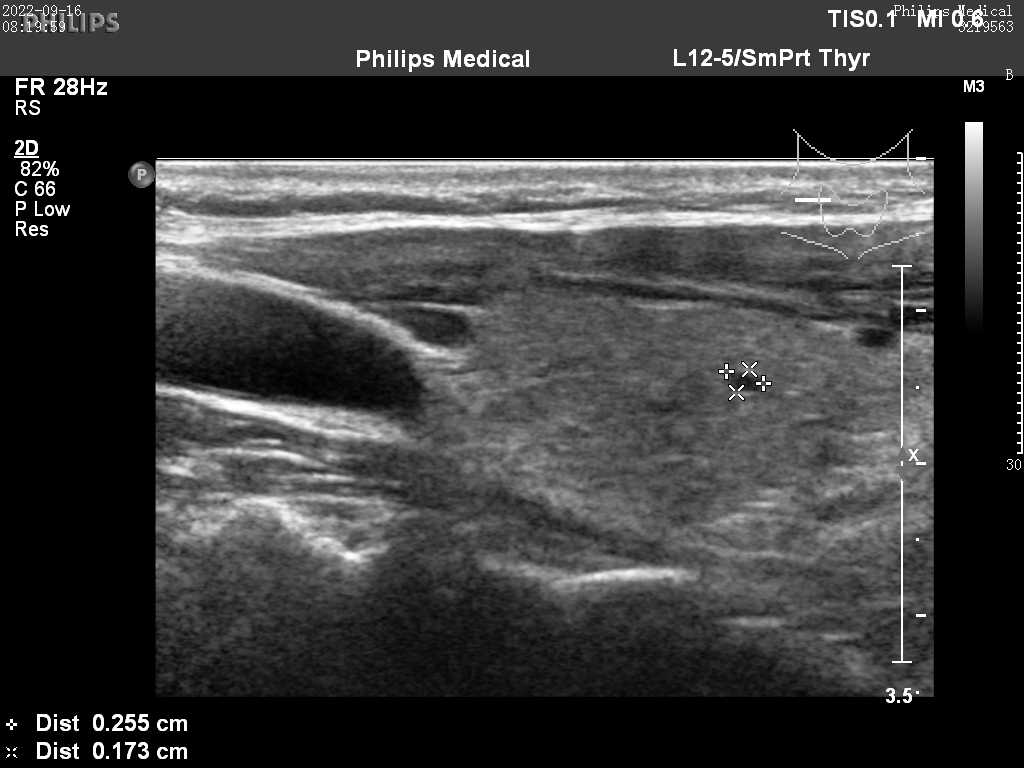 2022-09-16
08:19:59
PHILIPS
TIS0.1 MI 0.6
Philips Medical
3219563
Philips Medical
L12-5/SmPrt Thyr
B
FR 28Hz
RS
M3
2D
82%
C 66
P Low
Res
P
X
30
3.5
Dist 0.255 cm
Dist 0.173 cm